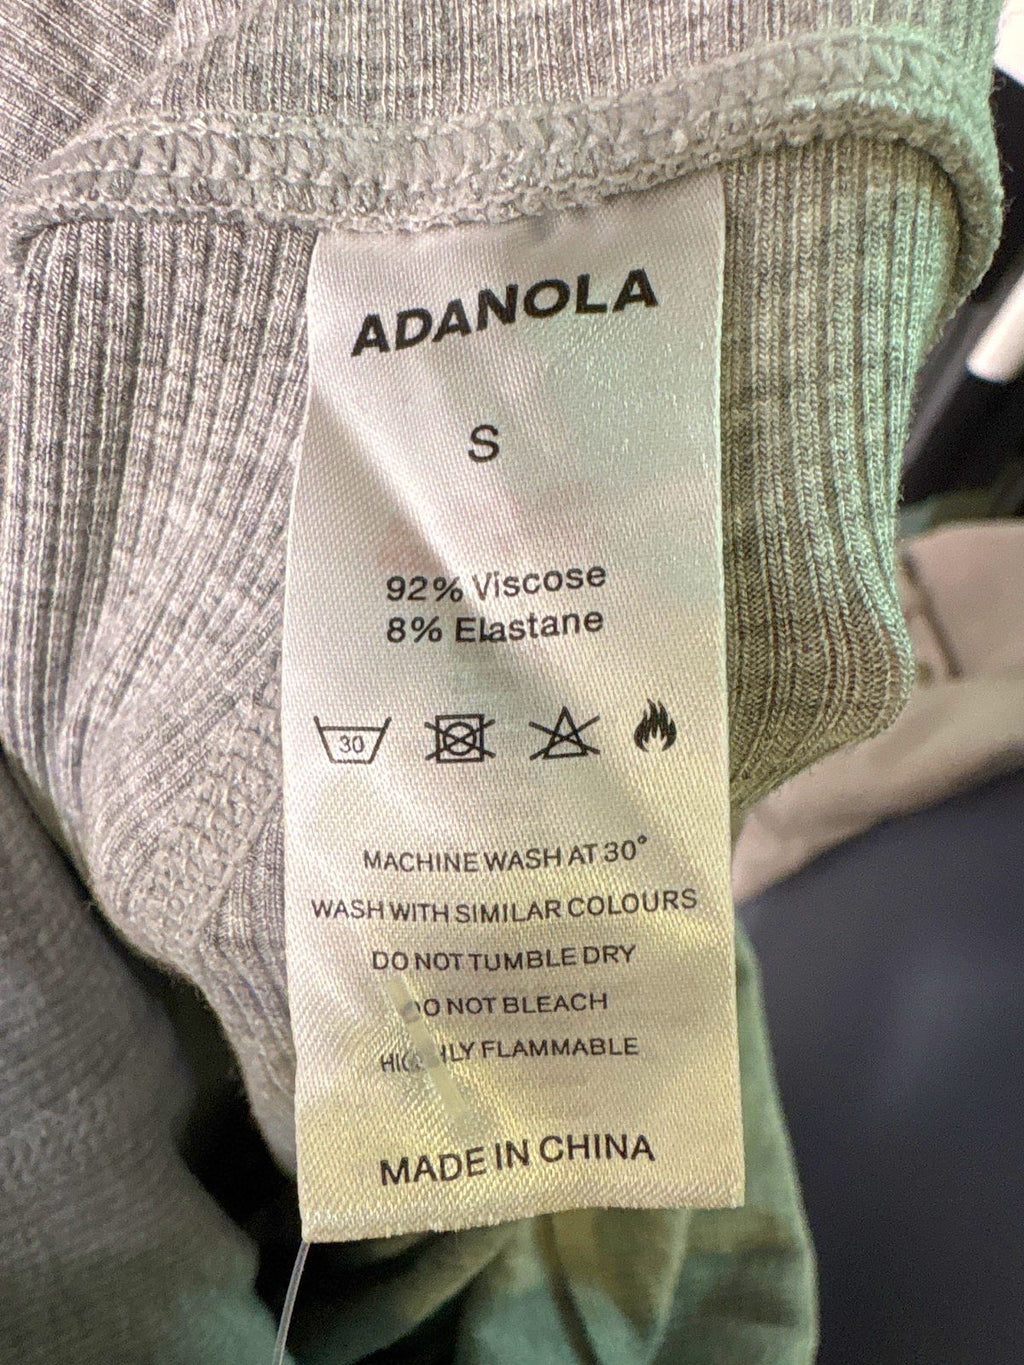 ADANOLA
S
92% Viscose
8% Elastane
30
MACHINE WASH AT 30°
WASH WITH SIMILAR COLOURS
DO NOT TUMBLE DRY
DO NOT BLEACH
HIGHLY FLAMMABLE
MADE IN CHINA